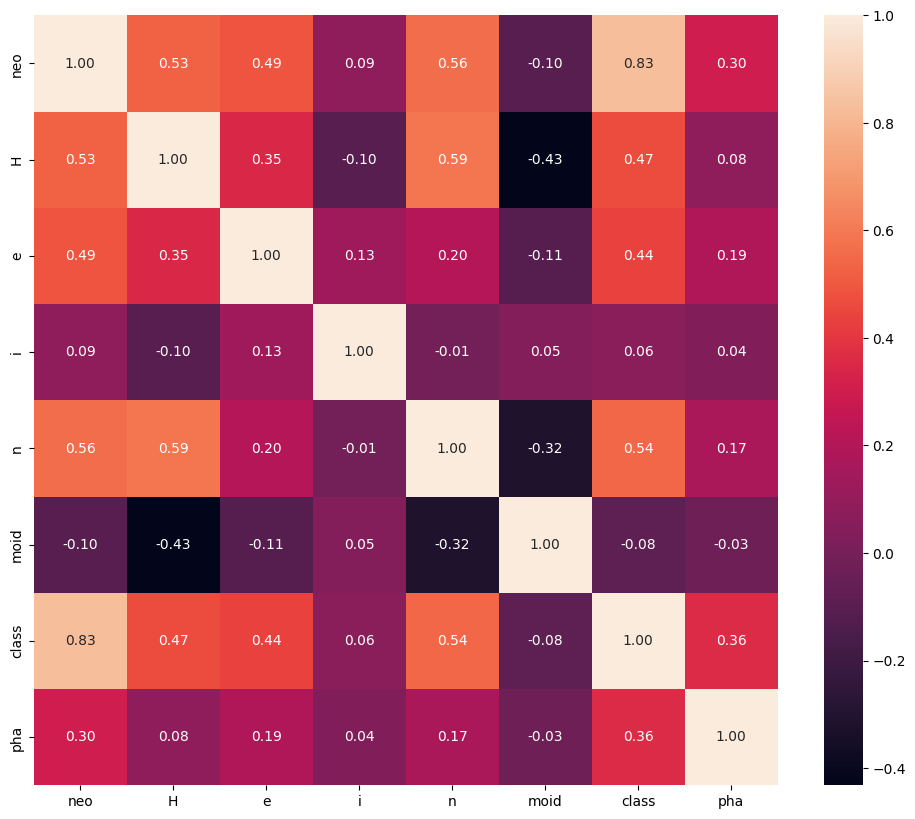 neo 1.00 0.53 0.49 0.09 0.56 -0.10 0.83 0.30
H 0.53 1.00 0.35 -0.10 0.59 -0.43 0.47 0.08
e 0.49 0.35 1.00 0.13 0.20 -0.11 0.44 0.19
i 0.09 -0.10 0.13 1.00 -0.01 0.05 0.06 0.04
n 0.56 0.59 0.20 -0.01 1.00 -0.32 0.54 0.17
moid -0.10 -0.43 -0.11 0.05 -0.32 1.00 -0.08 -0.03
class 0.83 0.47 0.44 0.06 0.54 -0.08 1.00 0.36
pha 0.30 0.08 0.19 0.04 0.17 -0.03 0.36 1.00
neo H e i n moid class pha
1.0
0.8
0.6
0.4
0.2
0.0
−0.2
−0.4